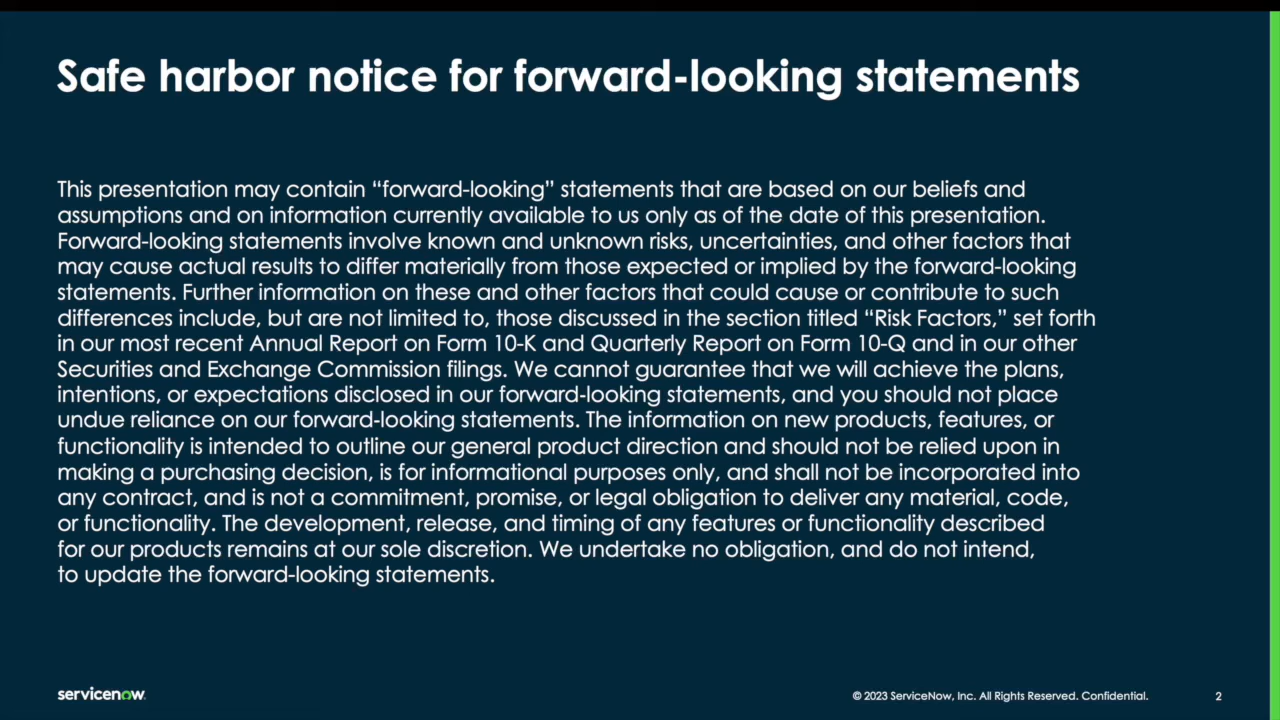 Safe harbor notice for forward-looking statements
This presentation may contain “forward-looking” statements that are based on our beliefs and
assumptions and on information currently available to us only as of the date of this presentation.
Forward-looking statements involve known and unknown risks, uncertainties, and other factors that
may cause actual results to differ materially from those expected or implied by the forward-looking
statements. Further information on these and other factors that could cause or contribute to such
differences include, but are not limited to, those discussed in the section titled “Risk Factors,” set forth
in our most recent Annual Report on Form 10-K and Quarterly Report on Form 10-Q and in our other
Securities and Exchange Commission filings. We cannot guarantee that we will achieve the plans,
intentions, or expectations disclosed in our forward-looking statements, and you should not place
undue reliance on our forward-looking statements. The information on new products, features, or
functionality is intended to outline our general product direction and should not be relied upon in
making a purchasing decision, is for informational purposes only, and shall not be incorporated into
any contract, and is not a commitment, promise, or legal obligation to deliver any material, code,
or functionality. The development, release, and timing of any features or functionality described
for our products remains at our sole discretion. We undertake no obligation, and do not intend,
to update the forward-looking statements.
servicenow.
© 2023 ServiceNow, Inc. All Rights Reserved. Confidential.
2